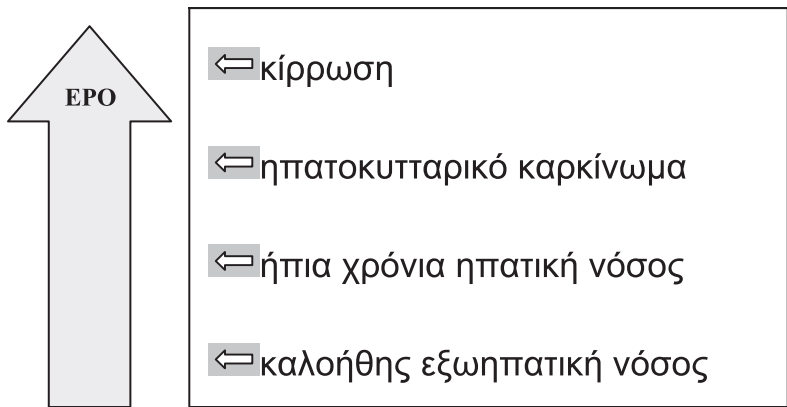 EPO
κίρρωση
ηπατοκυτταρικό καρκίνωμα
ήπια χρόνια ηπατική νόσος
καλοήθης εξωηπατική νόσος